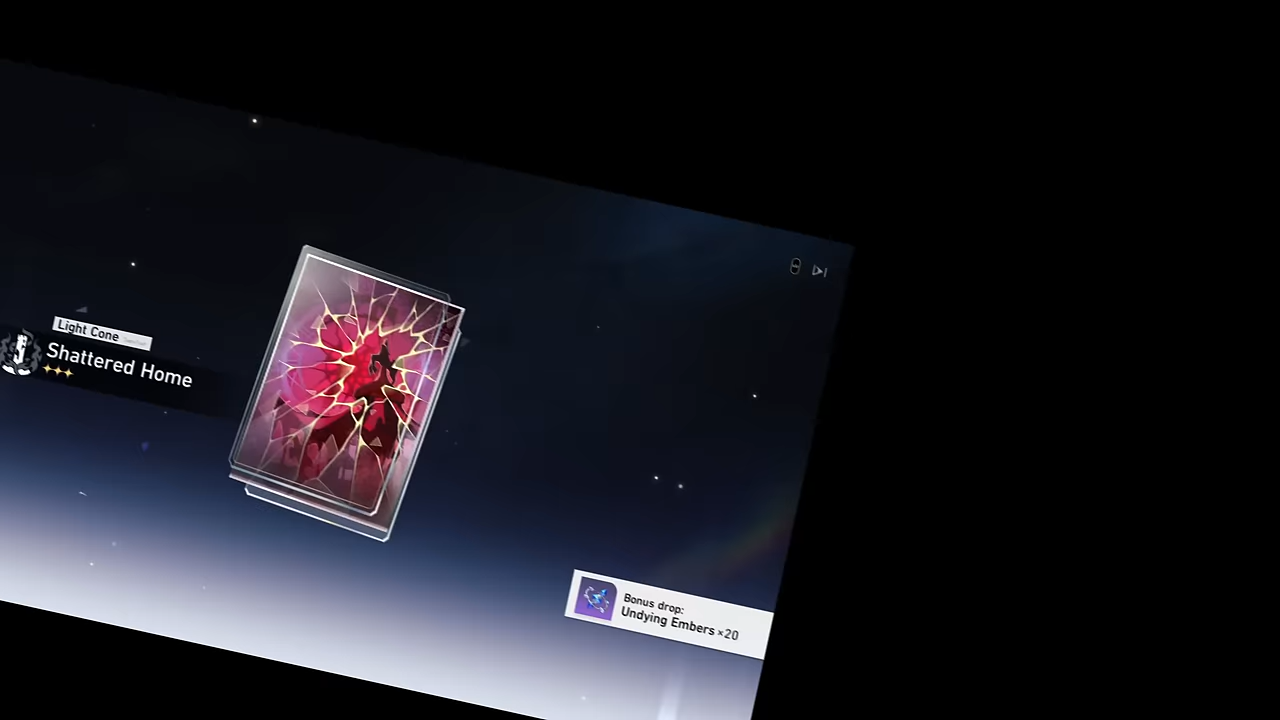 Light Cone
Shattered Home
Bonus drop:
Undying Embers ×20